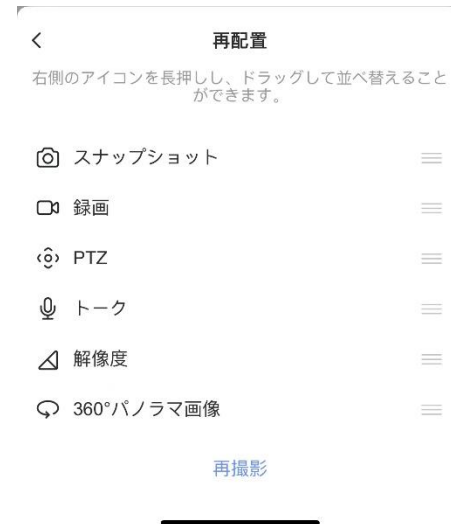 再配置
右側のアイコンを長押しし、ドラッグして並べ替えること
ができます。
スナップショット
録画
PTZ
トーク
解像度
360°パノラマ画像
再撮影